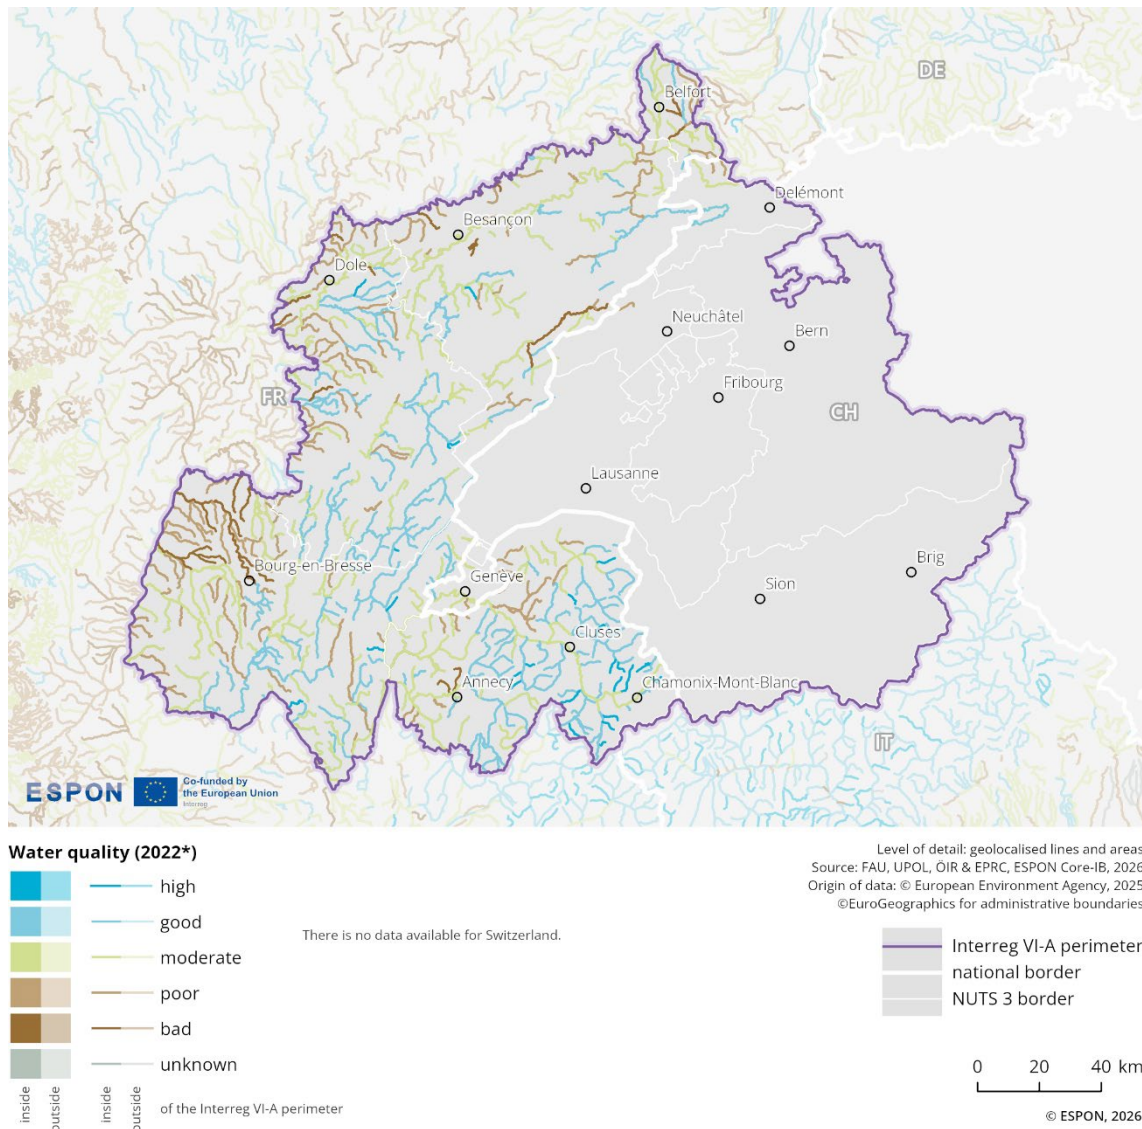 DE
Belfort
Delémont
Besançon
Dole
Neuchâtel
Bern
Fribourg
FR
CH
Lausanne
Bourg-en-Bresse
Genève
Brig
Sion
Cluses
Annecy
Chamonix-Mont-Blanc
IT
ESPON
Co-funded by
the European Union
Interreg
Water quality (2022*)
high
good
moderate
poor
bad
unknown
inside
outside
inside
outside
of the Interreg VI-A perimeter
There is no data available for Switzerland.
Level of detail: geolocalised lines and areas
Source: FAU, UPOL, ÖIR & EPRC, ESPON Core-IB, 2026
Origin of data: © European Environment Agency, 2025
©EuroGeographics for administrative boundaries
Interreg VI-A perimeter
national border
NUTS 3 border
0 20 40 km
© ESPON, 2026